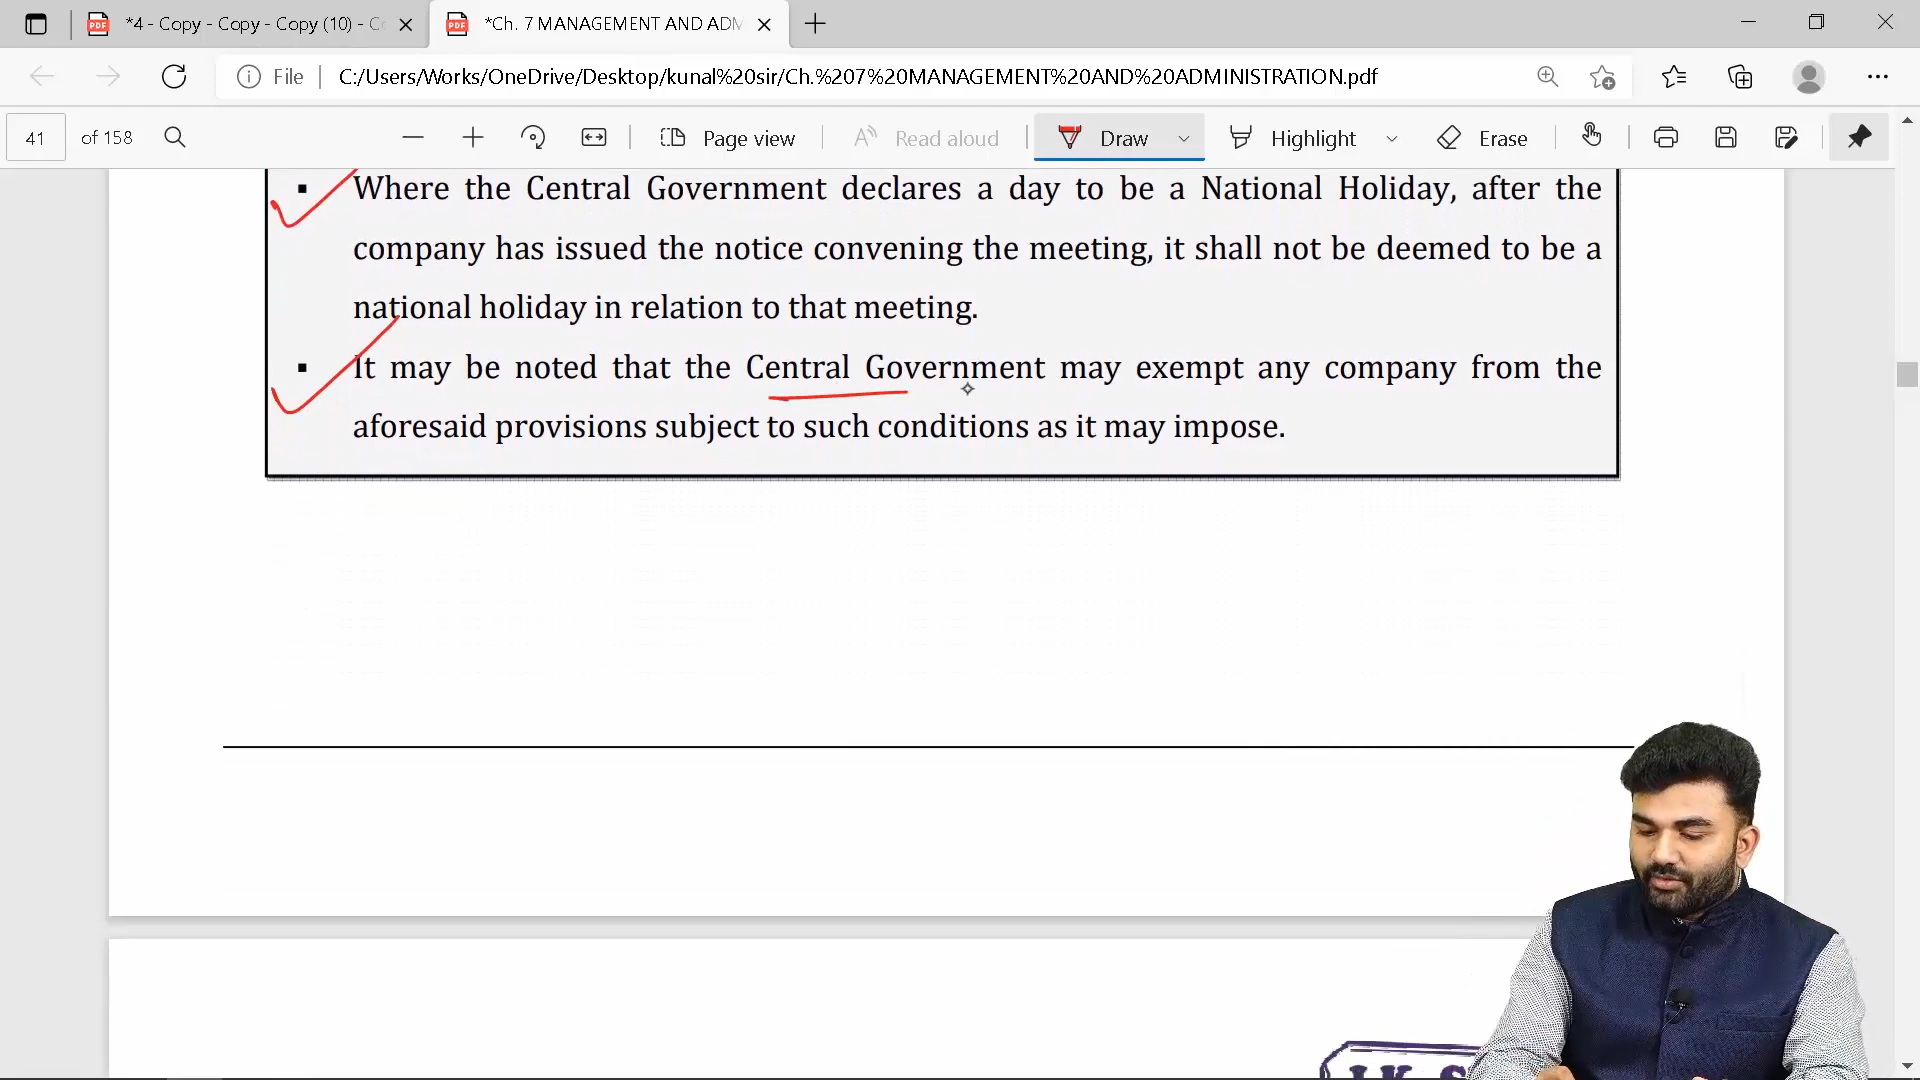 *4 - Copy - Copy - Copy (10) - C
*Ch. 7 MANAGEMENT AND ADM
File
C:/Users/Works/OneDrive/Desktop/kunal%20sir/Ch.%207%20MANAGEMENT%20AND%20ADMINISTRATION.pdf
41 of 158
Page view
Read aloud
Draw
Highlight
Erase
▪ Where the Central Government declares a day to be a National Holiday, after the
company has issued the notice convening the meeting, it shall not be deemed to be a
national holiday in relation to that meeting.
▪ It may be noted that the Central Government may exempt any company from the
aforesaid provisions subject to such conditions as it may impose.